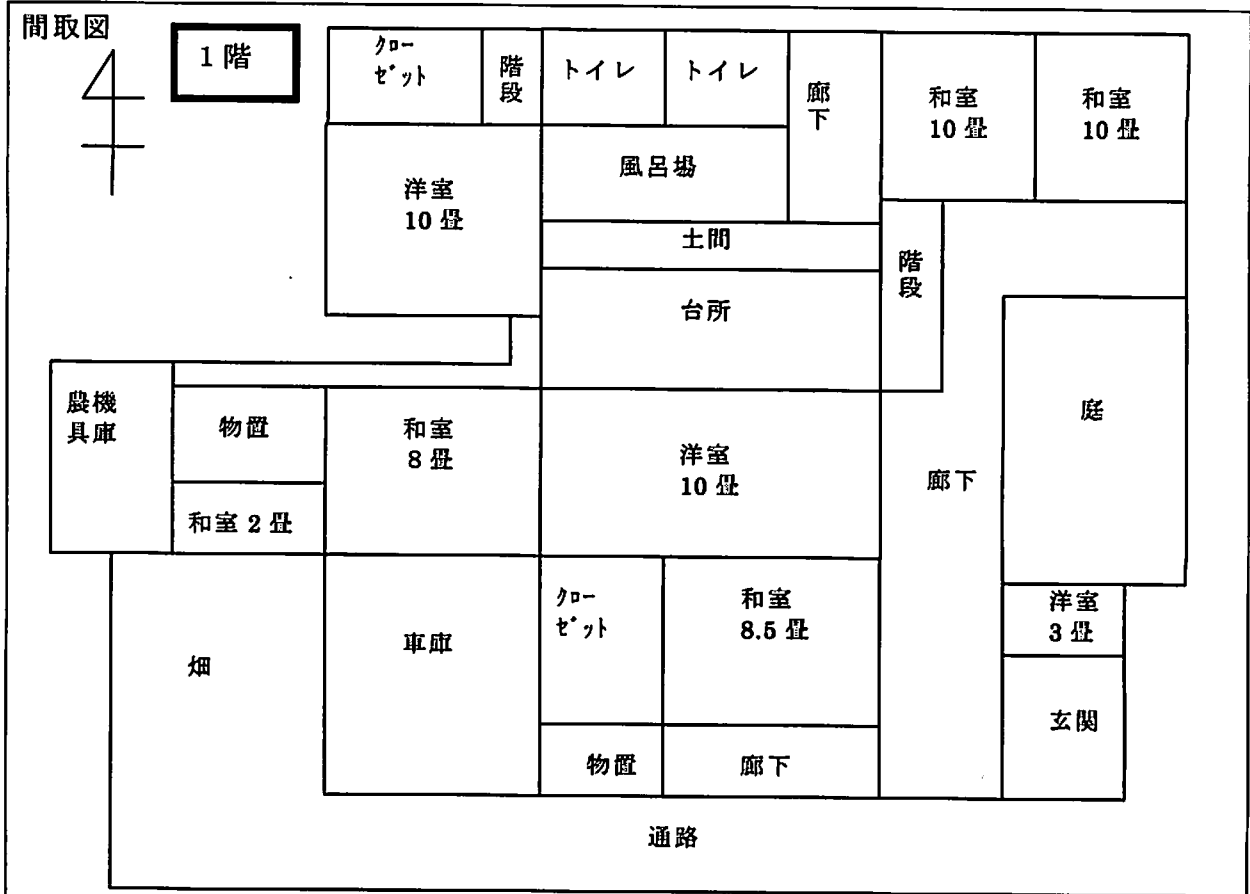 間取図
1階
クロー
ゼット
階
段
トイレ
トイレ
廊
下
和室
10畳
和室
10畳
洋室
10畳
風呂場
土間
階
段
台所
農機
具庫
物置
和室
8畳
洋室
10畳
廊下
庭
和室2畳
クロー
ゼット
和室
8.5畳
洋室
3畳
畑
車庫
玄関
物置
廊下
通路